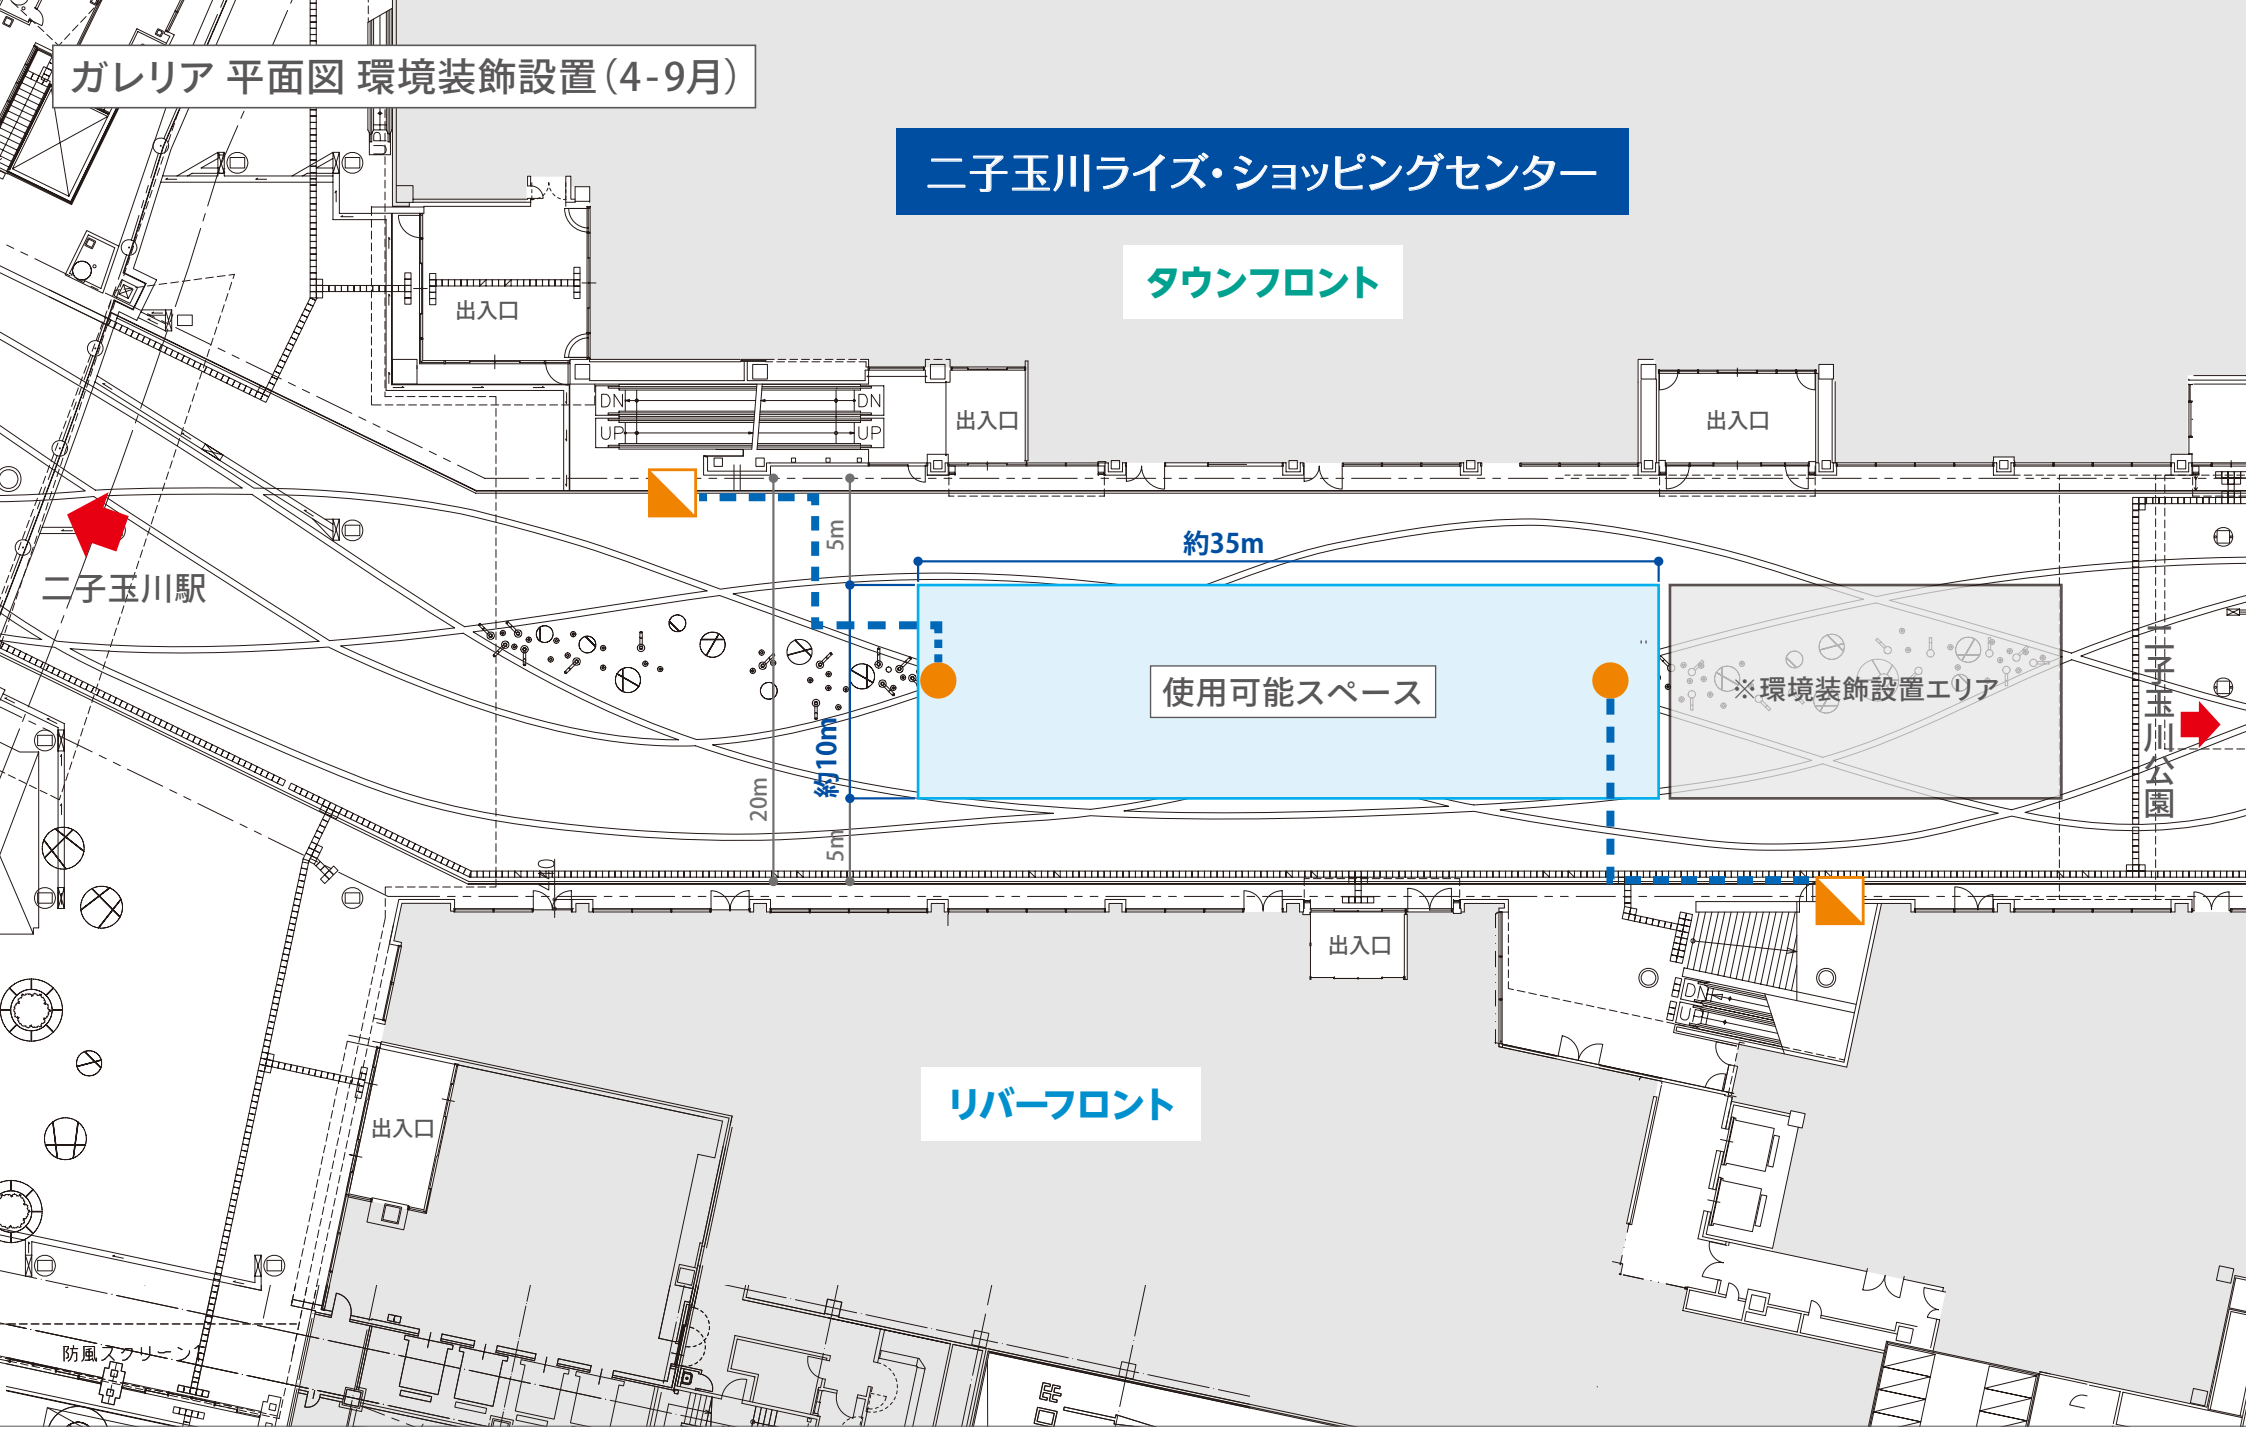 ガレリア 平面図 環境装飾設置（4-9月）
二子玉川ライズ・ショッピングセンター
タウンフロント
UP
出入口
DN
DN
UP
UP
出入口
出入口
5m
約35m
二子玉川駅
使用可能スペース
※環境装飾設置エリア
二子玉川公園
約10m
20m
5m
440
出入口
DN
リバーフロント
出入口
防風スクリーン